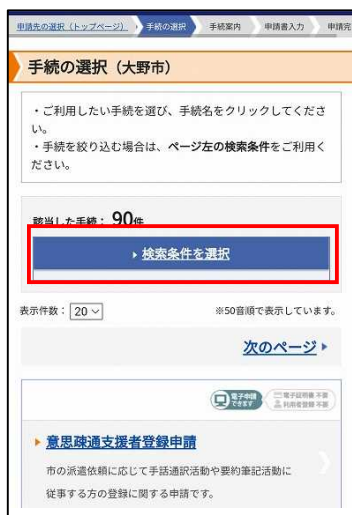 申請先の選択（トップページ） 手続の選択 手続案内 申請書入力 申請完
手続の選択（大野市）
・ご利用したい手続を選び、手続名をクリックしてくださ
い。
・手続を絞り込む場合は、ページ左の検索条件をご利用く
ださい。
該当した手続： 90件
検索条件を選択
表示件数： 20 ※50音順で表示しています。
次のページ
電子申請
できます
電子証明書 不要
利用者登録 不要
意思疎通支援者登録申請
市の派遣依頼に応じて手話通訳活動や要約筆記活動に
従事する方の登録に関する申請です。